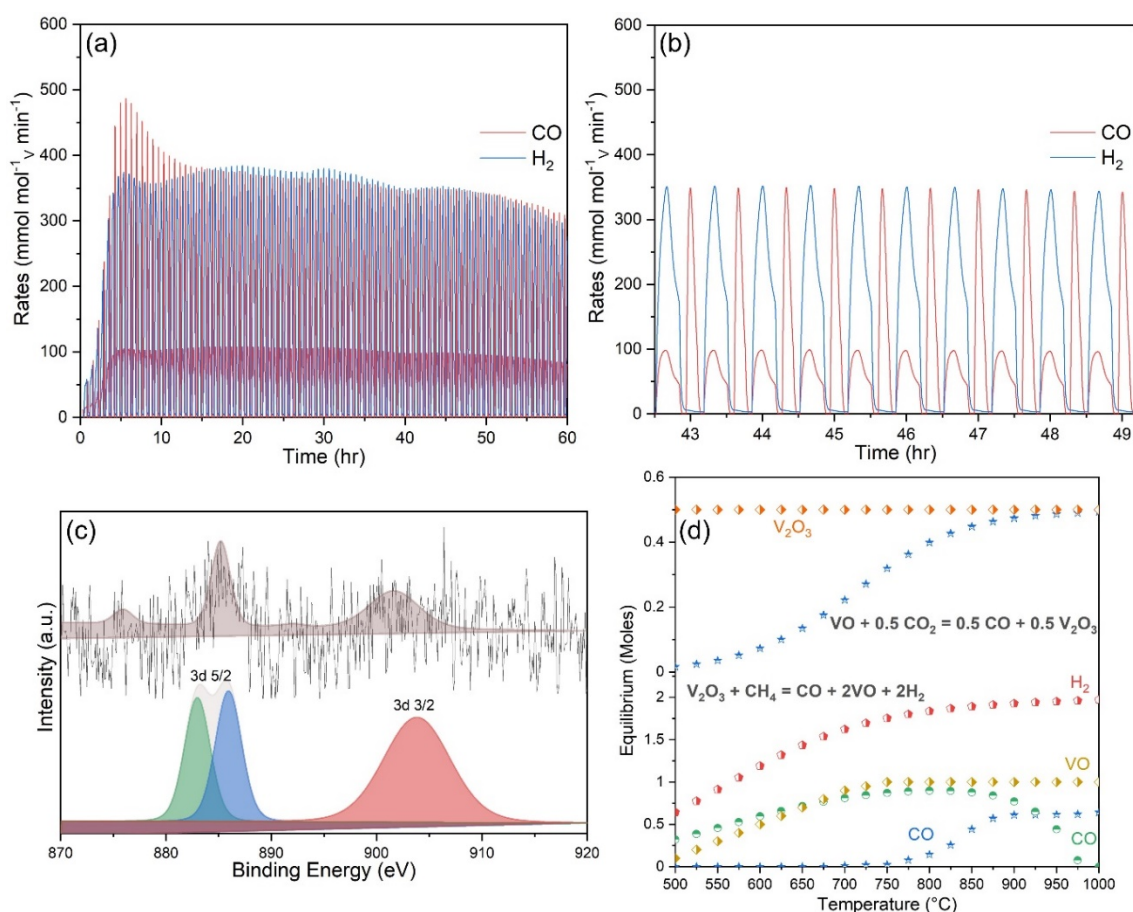 (a)
600
500
400
300
200
100
0
Rates (mmol mol⁻¹ᵥ min⁻¹)
CO
H₂
0 10 20 30 40 50 60
Time (hr)
(b)
600
500
400
300
200
100
0
Rates (mmol mol⁻¹ᵥ min⁻¹)
CO
H₂
43 44 45 46 47 48 49
Time (hr)
(c)
Intensity (a.u.)
3d 5/2
3d 3/2
870 880 890 900 910 920
Binding Energy (eV)
(d)
0.6
0.4
0.2
0
2
1.5
1
0.5
0
Equilibrium (Moles)
V₂O₃
VO + 0.5 CO₂ = 0.5 CO + 0.5 V₂O₃
V₂O₃ + CH₄ = CO + 2VO + 2H₂
H₂
VO
CO
CO
500 550 600 650 700 750 800 850 900 950 1000
Temperature (°C)